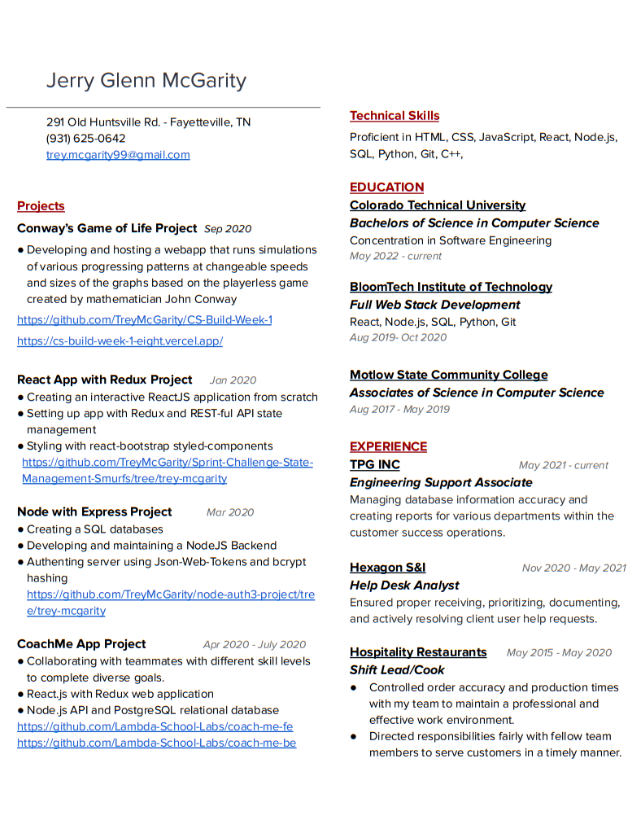 Jerry Glenn McGarity
291 Old Huntsville Rd. - Fayetteville, TN
(931) 625-0642
trey.mcgarity99@gmail.com
Projects
Conway's Game of Life Project Sep 2020
● Developing and hosting a webapp that runs simulations
of various progressing patterns at changeable speeds
and sizes of the graphs based on the playerless game
created by mathematician John Conway
https://github.com/TreyMcGarity/CS-Build-Week-1
https://cs-build-week-1-eight.vercel.app/
React App with Redux Project Jan 2020
● Creating an interactive ReactJS application from scratch
● Setting up app with Redux and REST-ful API state
management
● Styling with react-bootstrap styled-components
https://github.com/TreyMcGarity/Sprint-Challenge-State-
Management-Smurfs/tree/trey-mcgarity
Node with Express Project Mar 2020
● Creating a SQL databases
● Developing and maintaining a NodeJS Backend
● Authenting server using Json-Web-Tokens and bcrypt
hashing
https://github.com/TreyMcGarity/node-auth3-project/tre
e/trey-mcgarity
CoachMe App Project Apr 2020 - July 2020
● Collaborating with teammates with different skill levels
to complete diverse goals.
● React.js with Redux web application
● Node.js API and PostgreSQL relational database
https://github.com/Lambda-School-Labs/coach-me-fe
https://github.com/Lambda-School-Labs/coach-me-be
Technical Skills
Proficient in HTML, CSS, JavaScript, React, Node.js,
SQL, Python, Git, C++,
EDUCATION
Colorado Technical University
Bachelors of Science in Computer Science
Concentration in Software Engineering
May 2022 - current
BloomTech Institute of Technology
Full Web Stack Development
React, Node.js, SQL, Python, Git
Aug 2019- Oct 2020
Motlow State Community College
Associates of Science in Computer Science
Aug 2017 - May 2019
EXPERIENCE
TPG INC May 2021 - current
Engineering Support Associate
Managing database information accuracy and
creating reports for various departments within the
customer success operations.
Hexagon S&I Nov 2020 - May 2021
Help Desk Analyst
Ensured proper receiving, prioritizing, documenting,
and actively resolving client user help requests.
Hospitality Restaurants May 2015 - May 2020
Shift Lead/Cook
● Controlled order accuracy and production times
with my team to maintain a professional and
effective work environment.
● Directed responsibilities fairly with fellow team
members to serve customers in a timely manner.